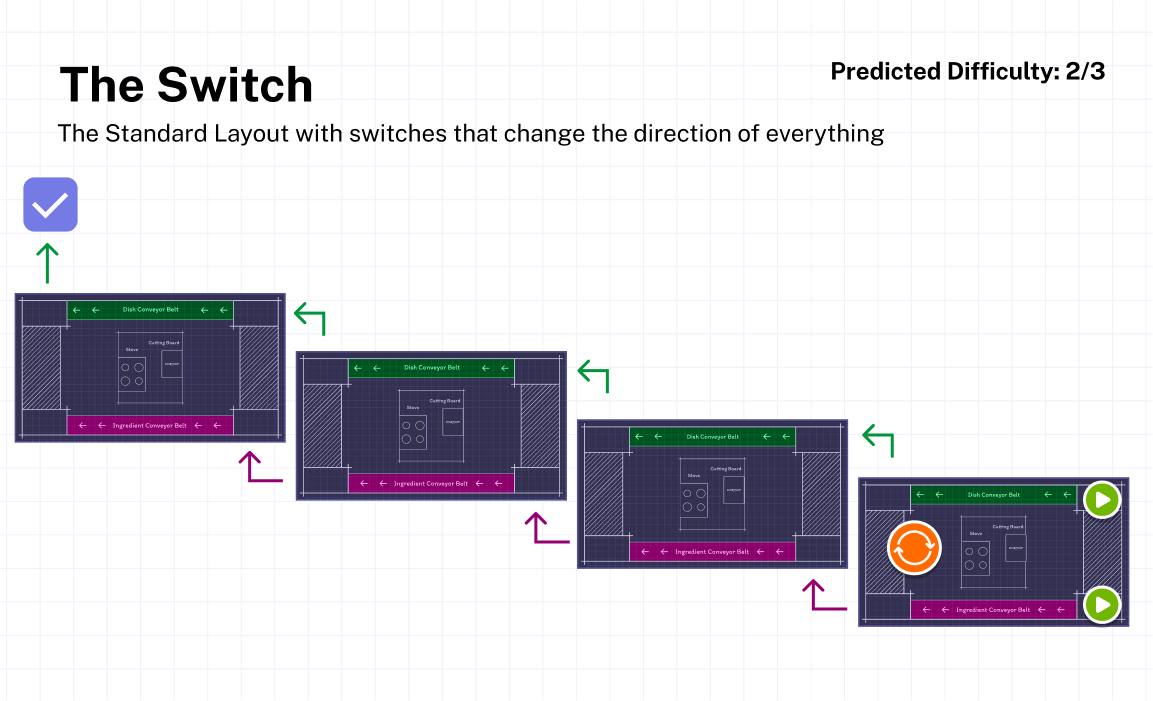 The Switch
Predicted Difficulty: 2/3
The Standard Layout with switches that change the direction of everything
Dish Conveyor Belt
Cutting Board
Stove
Ingredient Conveyor Belt
Dish Conveyor Belt
Cutting Board
Stove
Ingredient Conveyor Belt
Dish Conveyor Belt
Cutting Board
Stove
Ingredient Conveyor Belt
Dish Conveyor Belt
Cutting Board
Stove
Ingredient Conveyor Belt